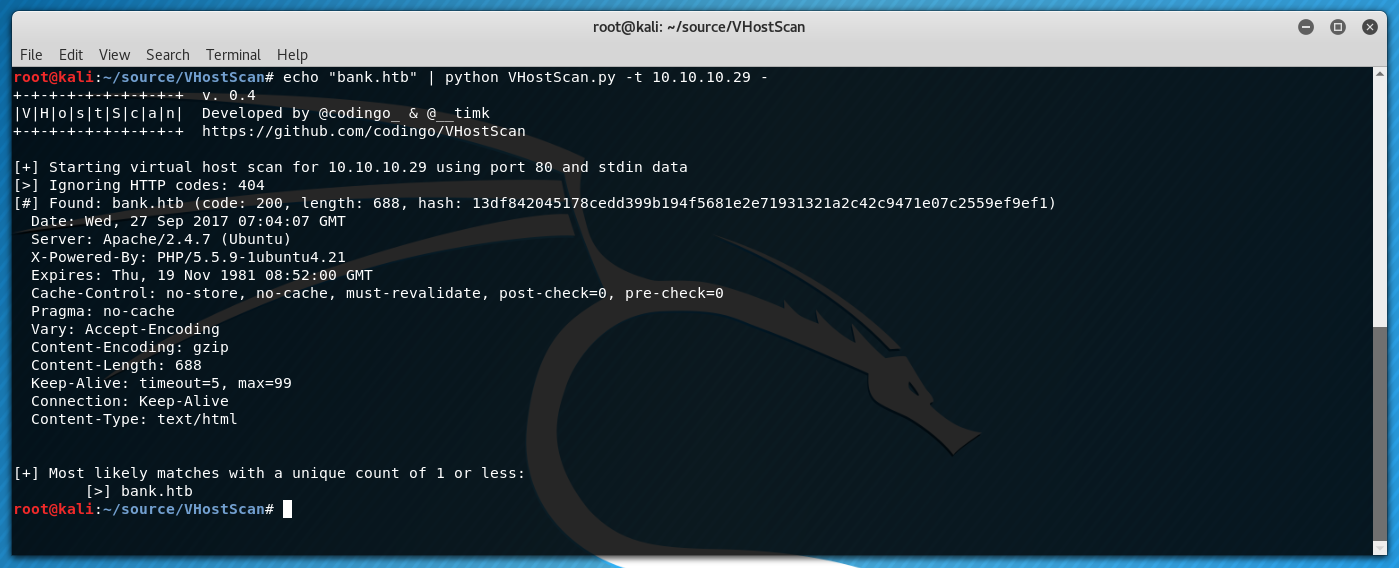 root@kali: ~/source/VHostScan
File Edit View Search Terminal Help
root@kali:~/source/VHostScan# echo "bank.htb" | python VHostScan.py -t 10.10.10.29 -
+-+-+-+-+-+-+-+-+-+  v. 0.4
|V|H|o|s|t|S|c|a|n|  Developed by @codingo_ & @__timk
+-+-+-+-+-+-+-+-+-+  https://github.com/codingo/VHostScan
[+] Starting virtual host scan for 10.10.10.29 using port 80 and stdin data
[>] Ignoring HTTP codes: 404
[#] Found: bank.htb (code: 200, length: 688, hash: 13df842045178cedd399b194f5681e2e71931321a2c42c9471e07c2559ef9ef1)
  Date: Wed, 27 Sep 2017 07:04:07 GMT
  Server: Apache/2.4.7 (Ubuntu)
  X-Powered-By: PHP/5.5.9-1ubuntu4.21
  Expires: Thu, 19 Nov 1981 08:52:00 GMT
  Cache-Control: no-store, no-cache, must-revalidate, post-check=0, pre-check=0
  Pragma: no-cache
  Vary: Accept-Encoding
  Content-Encoding: gzip
  Content-Length: 688
  Keep-Alive: timeout=5, max=99
  Connection: Keep-Alive
  Content-Type: text/html
[+] Most likely matches with a unique count of 1 or less:
        [>] bank.htb
root@kali:~/source/VHostScan#